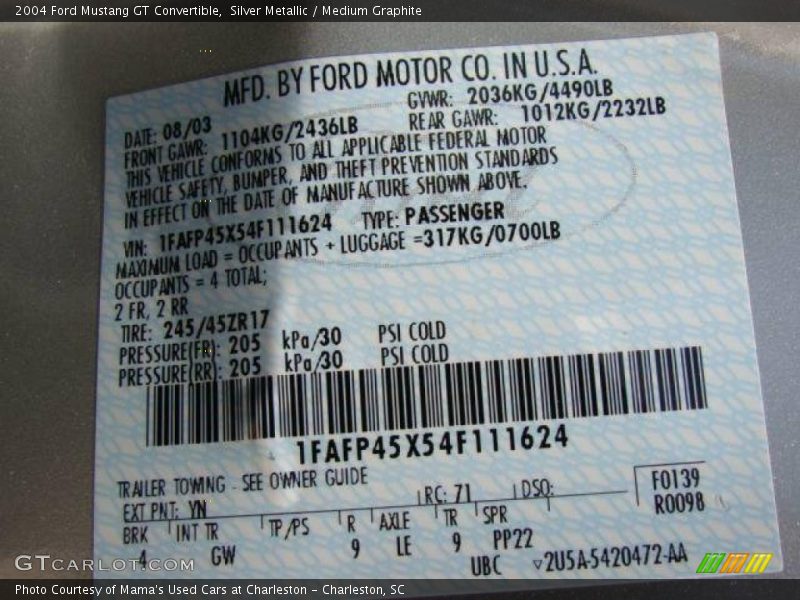 2004 Ford Mustang GT Convertible,  Silver Metallic / Medium Graphite
MFD. BY FORD MOTOR CO. IN U.S.A.
DATE: 08/03 GVWR: 2036KG/4490LB
FRONT GAWR: 1104KG/2436LB REAR GAWR: 1012KG/2232LB
THIS VEHICLE CONFORMS TO ALL APPLICABLE FEDERAL MOTOR
VEHICLE SAFETY, BUMPER, AND THEFT PREVENTION STANDARDS
IN EFFECT ON THE DATE OF MANUFACTURE SHOWN ABOVE.
VIN: 1FAFP45X54F111624 TYPE: PASSENGER
MAXIMUM LOAD = OCCUPANTS + LUGGAGE =317KG/0700LB
OCCUPANTS = 4 TOTAL;
2 FR, 2 RR
TIRE: 245/45ZR17
PRESSURE(FR): 205 kPa/30 PSI COLD
PRESSURE(RR): 205 kPa/30 PSI COLD
1FAFP45X54F111624
TRAILER TOWING - SEE OWNER GUIDE
EXT PNT: YN RC: 71 DSO: F0139
R0098
BRK INT TR TP/PS R AXLE TR SPR
4 GW 9 LE 9 PP22
UBC ▽2U5A-5420472-AA
GTCARLOT.COM
Photo Courtesy of Mama's Used Cars at Charleston - Charleston, SC